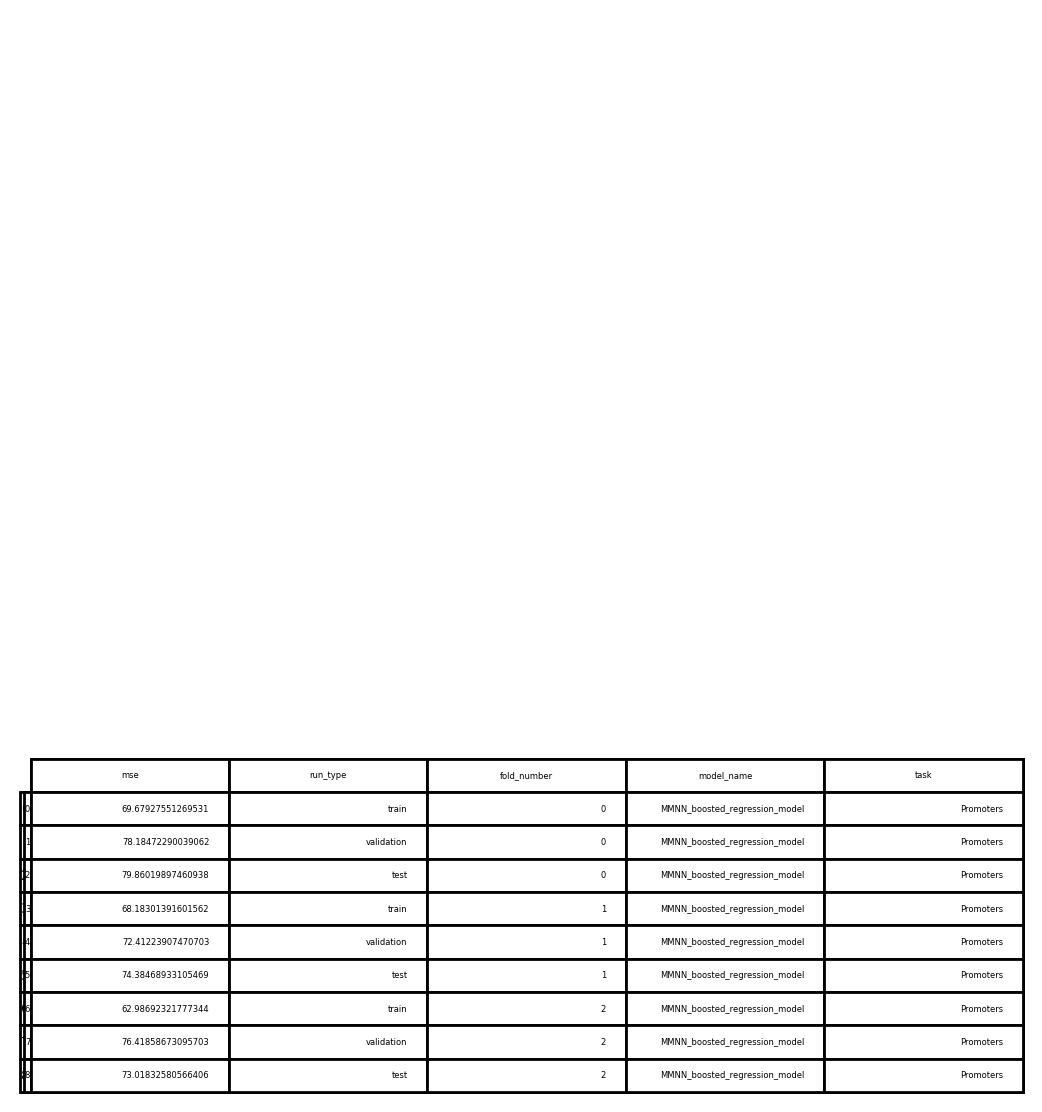 mse run_type fold_number model_name task
0 69.67927551269531 train 0 MMNN_boosted_regression_model Promoters
1 78.18472290039062 validation 0 MMNN_boosted_regression_model Promoters
2 79.86019897460938 test 0 MMNN_boosted_regression_model Promoters
3 68.18301391601562 train 1 MMNN_boosted_regression_model Promoters
4 72.41223907470703 validation 1 MMNN_boosted_regression_model Promoters
5 74.38468933105469 test 1 MMNN_boosted_regression_model Promoters
6 62.98692321777344 train 2 MMNN_boosted_regression_model Promoters
7 76.41858673095703 validation 2 MMNN_boosted_regression_model Promoters
8 73.01832580566406 test 2 MMNN_boosted_regression_model Promoters